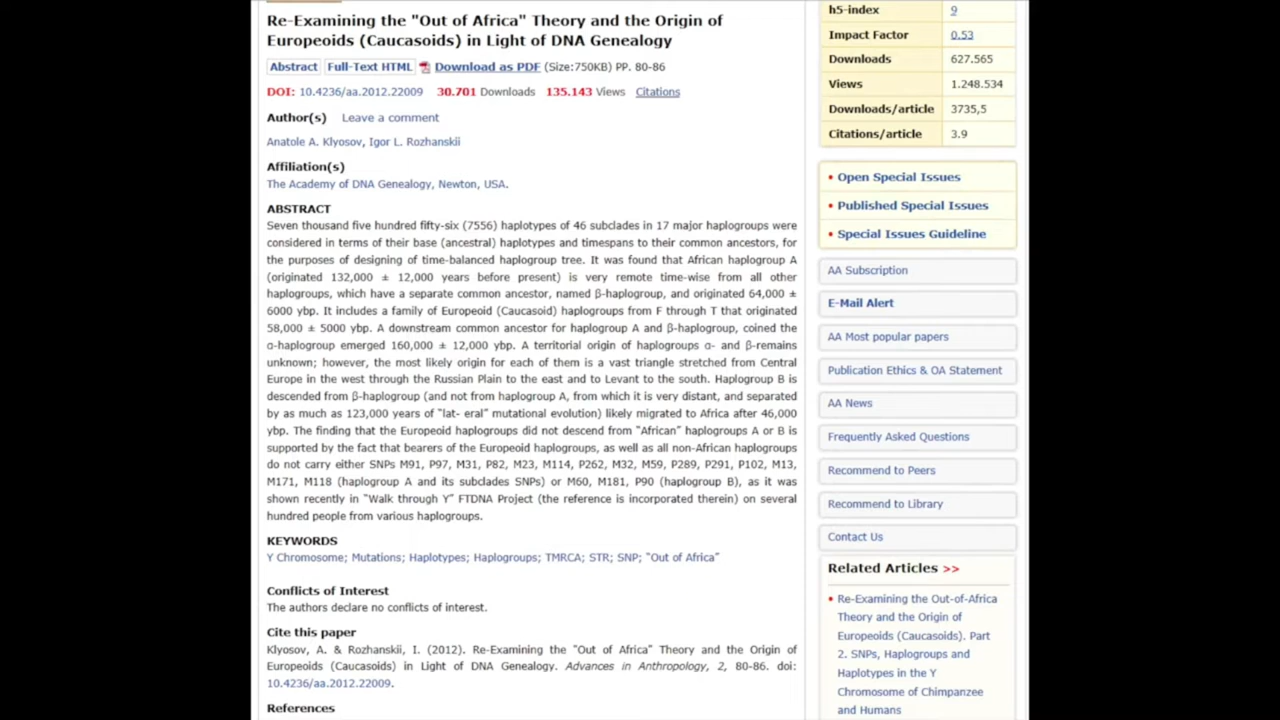 Re-Examining the "Out of Africa" Theory and the Origin of
Europeoids (Caucasoids) in Light of DNA Genealogy
Abstract Full-Text HTML Download as PDF (Size:750KB) PP. 80-86
DOI: 10.4236/aa.2012.22009 30.701 Downloads 135.143 Views Citations
Author(s) Leave a comment
Anatole A. Klyosov, Igor L. Rozhanskii
Affiliation(s)
The Academy of DNA Genealogy, Newton, USA.
ABSTRACT
Seven thousand five hundred fifty-six (7556) haplotypes of 46 subclades in 17 major haplogroups were
considered in terms of their base (ancestral) haplotypes and timespans to their common ancestors, for
the purposes of designing of time-balanced haplogroup tree. It was found that African haplogroup A
(originated 132,000 ± 12,000 years before present) is very remote time-wise from all other
haplogroups, which have a separate common ancestor, named β-haplogroup, and originated 64,000 ±
6000 ybp. It includes a family of Europeoid (Caucasoid) haplogroups from F through T that originated
58,000 ± 5000 ybp. A downstream common ancestor for haplogroup A and β-haplogroup, coined the
α-haplogroup emerged 160,000 ± 12,000 ybp. A territorial origin of haplogroups α- and β-remains
unknown; however, the most likely origin for each of them is a vast triangle stretched from Central
Europe in the west through the Russian Plain to the east and to Levant to the south. Haplogroup B is
descended from β-haplogroup (and not from haplogroup A, from which it is very distant, and separated
by as much as 123,000 years of "lat- eral" mutational evolution) likely migrated to Africa after 46,000
ybp. The finding that the Europeoid haplogroups did not descend from "African" haplogroups A or B is
supported by the fact that bearers of the Europeoid haplogroups, as well as all non-African haplogroups
do not carry either SNPs M91, P97, M31, P82, M23, M114, P262, M32, M59, P289, P291, P102, M13,
M171, M118 (haplogroup A and its subclades SNPs) or M60, M181, P90 (haplogroup B), as it was
shown recently in "Walk through Y" FTDNA Project (the reference is incorporated therein) on several
hundred people from various haplogroups.
KEYWORDS
Y Chromosome; Mutations; Haplotypes; Haplogroups; TMRCA; STR; SNP; "Out of Africa"
Conflicts of Interest
The authors declare no conflicts of interest.
Cite this paper
Klyosov, A. & Rozhanskii, I. (2012). Re-Examining the "Out of Africa" Theory and the Origin of
Europeoids (Caucasoids) in Light of DNA Genealogy. Advances in Anthropology, 2, 80-86. doi:
10.4236/aa.2012.22009.
References
h5-index 9
Impact Factor 0.53
Downloads 627.565
Views 1.248.534
Downloads/article 3735,5
Citations/article 3.9
• Open Special Issues
• Published Special Issues
• Special Issues Guideline
AA Subscription
E-Mail Alert
AA Most popular papers
Publication Ethics & OA Statement
AA News
Frequently Asked Questions
Recommend to Peers
Recommend to Library
Contact Us
Related Articles >>
• Re-Examining the Out-of-Africa
Theory and the Origin of
Europeoids (Caucasoids). Part
2. SNPs, Haplogroups and
Haplotypes in the Y
Chromosome of Chimpanzee
and Humans